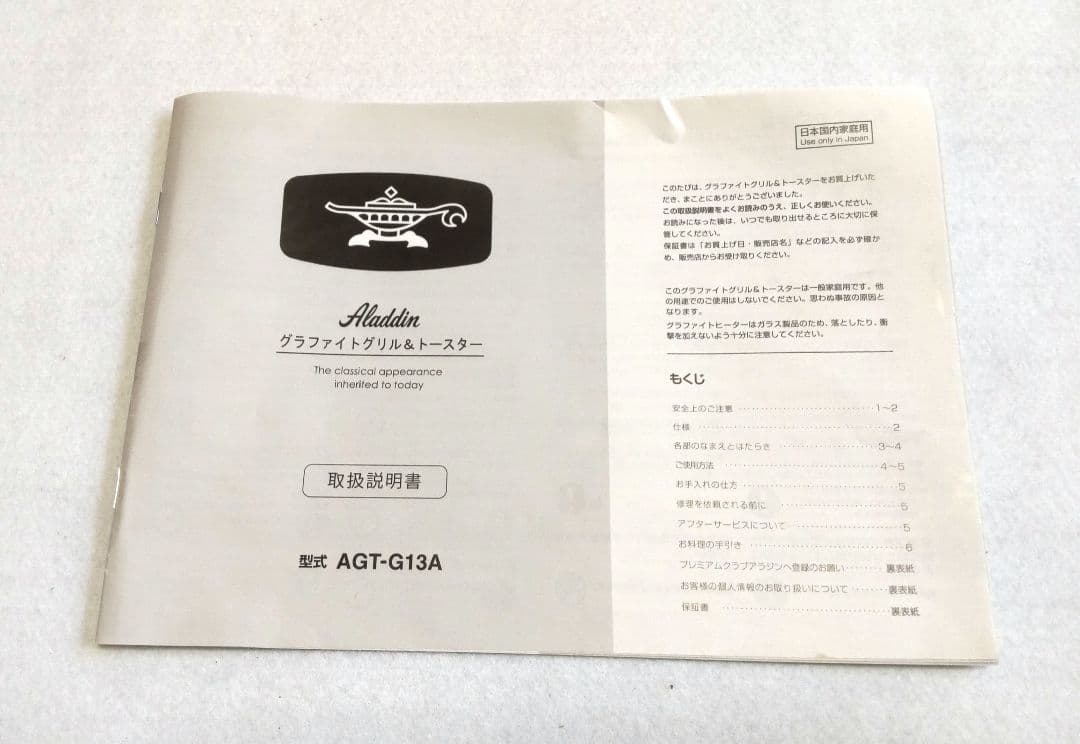 Aladdin
グラファイトグリル＆トースター
The classical appearance
inherited to today
取扱説明書
型式 AGT-G13A
日本国内家庭用
Use only in Japan
このたびは、グラファイトグリル＆トースターをお買上げいた
だき、まことにありがとうございました。
この取扱説明書をよくお読みのうえ、正しくお使いください。
お読みになった後は、いつでも取り出せるところに大切に保
管してください。
保証書は「お買上げ日・販売店名」などの記入を必ず確か
め、販売店からお受け取りください。
このグラファイトグリル＆トースターは一般家庭用です。他
の用途でのご使用はしないでください。思わぬ事故の原因と
なります。
グラファイトヒーターはガラス製品のため、落としたり、衝
撃を加えないよう十分に注意してください。
もくじ
安全上のご注意 ･････････････････････････ 1〜2
仕様 ･････････････････････････････････ 2
各部のなまえとはたらき ･･････････････････ 3〜4
ご使用方法 ････････････････････････････ 4〜5
お手入れの仕方 ･････････････････････････ 5
修理を依頼される前に ････････････････････ 5
アフターサービスについて ･････････････････ 5
お料理の手引き ･････････････････････････ 6
プレミアムクラブアラジンへ登録のお願い ･･･････ 裏表紙
お客様の個人情報のお取り扱いについて ･･･････ 裏表紙
保証書 ･･････････････････････････････ 裏表紙